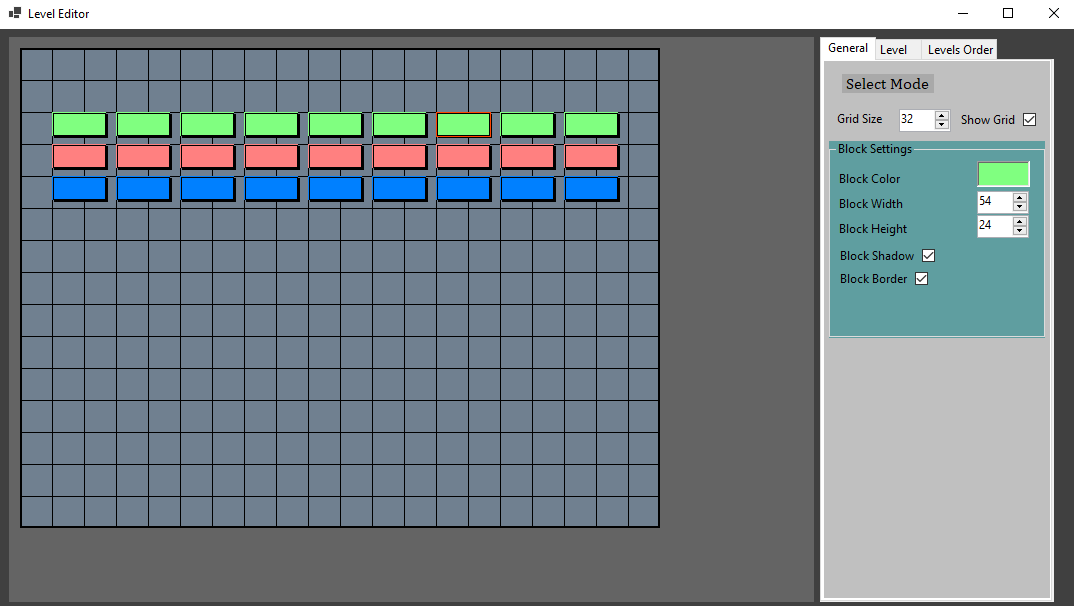 Level Editor
General Level Levels Order
Select Mode
Grid Size 32 Show Grid
Block Settings
Block Color
Block Width 54
Block Height 24
Block Shadow
Block Border